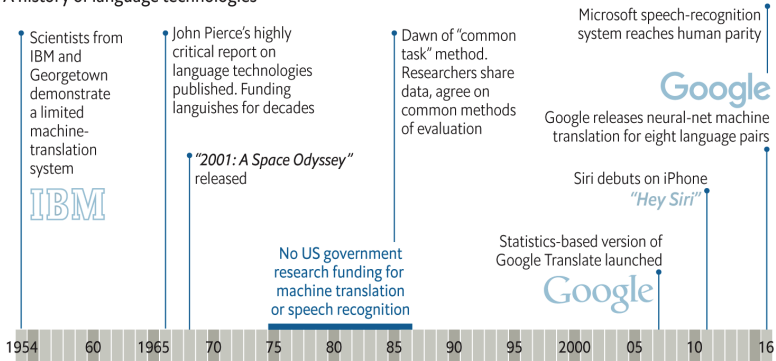 A history of language technologies
Scientists from
IBM and
Georgetown
demonstrate
a limited
machine-
translation
system
IBM
John Pierce's highly
critical report on
language technologies
published. Funding
languishes for decades
"2001: A Space Odyssey"
released
No US government
research funding for
machine translation
or speech recognition
Dawn of "common
task" method.
Researchers share
data, agree on
common methods
of evaluation
Statistics-based version of
Google Translate launched
Google
Siri debuts on iPhone
"Hey Siri"
Microsoft speech-recognition
system reaches human parity
Google
Google releases neural-net machine
translation for eight language pairs
1954 60 1965 70 75 80 85 90 95 2000 05 10 16